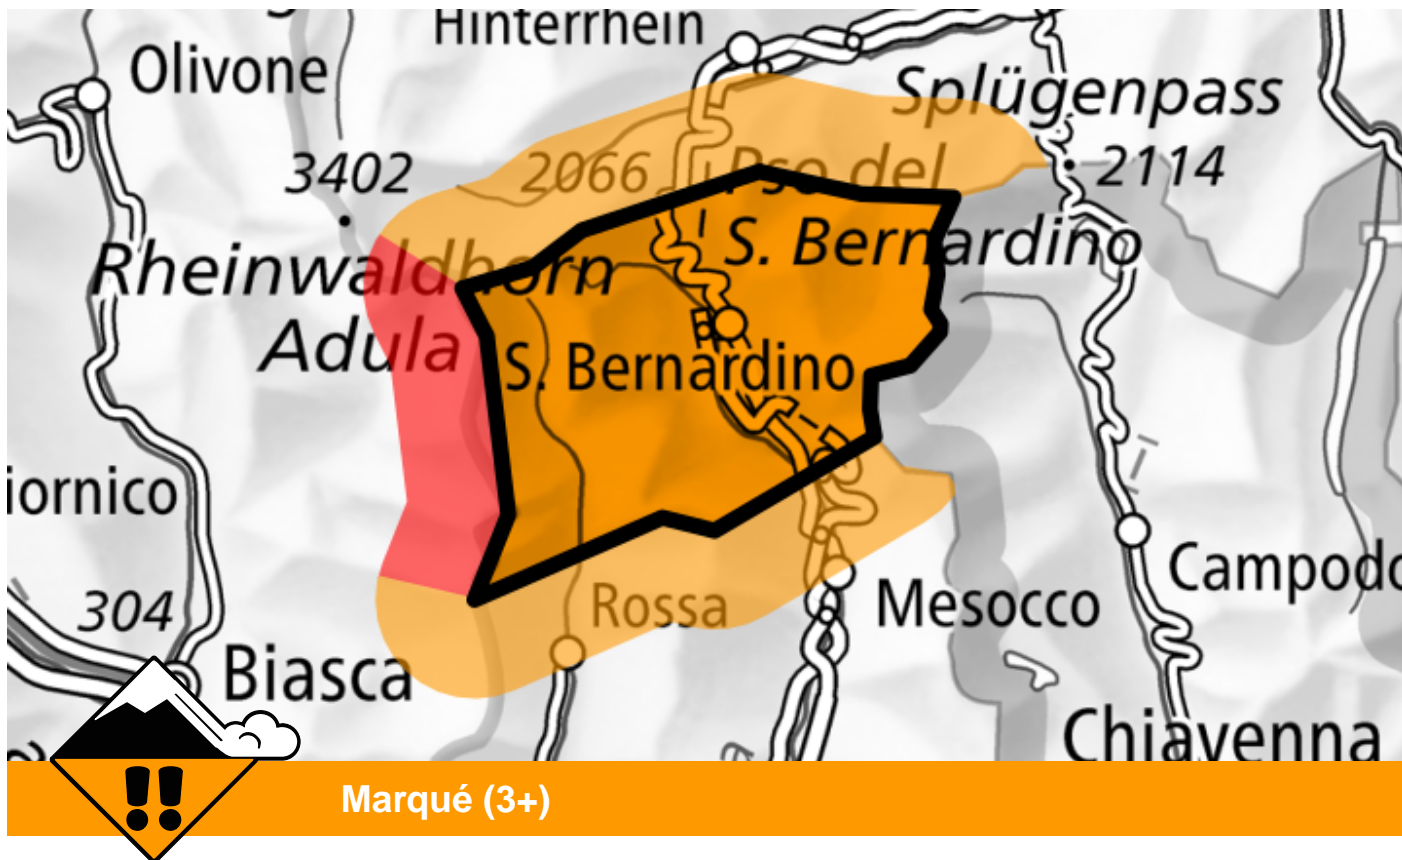 Hinterrhein
Olivone
Splügenpass
3402
2066
Pso del
2114
S. Bernardino
Rheinwaldhorn
Adula
S. Bernardino
iornico
Campodo
304
Rossa
Mesocco
Biasca
Chiavenna
!!
Marqué (3+)